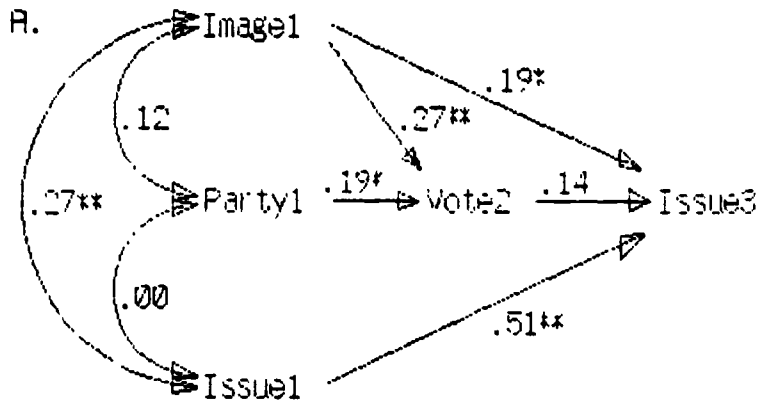 A. Image1
.19*
.12 .27**
.27** Party1 .19* Vote2 .14 Issue3
.00
.51**
Issue1